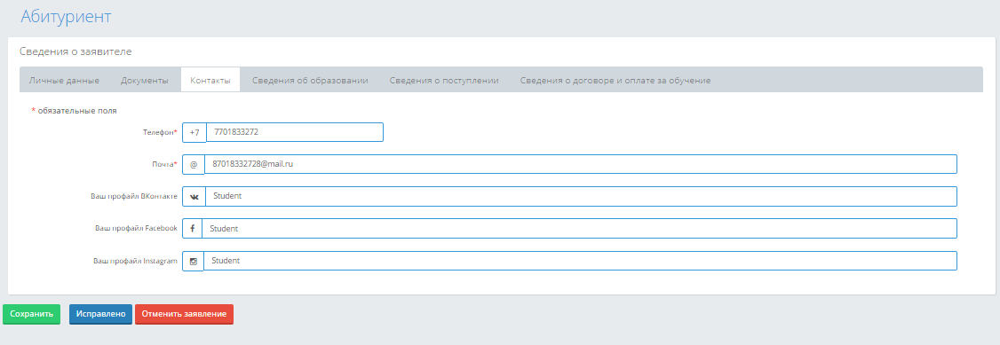 Абитуриент
Сведения о заявителе
Личные данные Документы Контакты Сведения об образовании Сведения о поступлении Сведения о договоре и оплате за обучение
* обязательные поля
Телефон* +7 7701833272
Почта* @ 87018332728@mail.ru
Ваш профайл ВКонтакте Student
Ваш профайл Facebook f Student
Ваш профайл Instagram Student
Сохранить Исправлено Отменить заявление